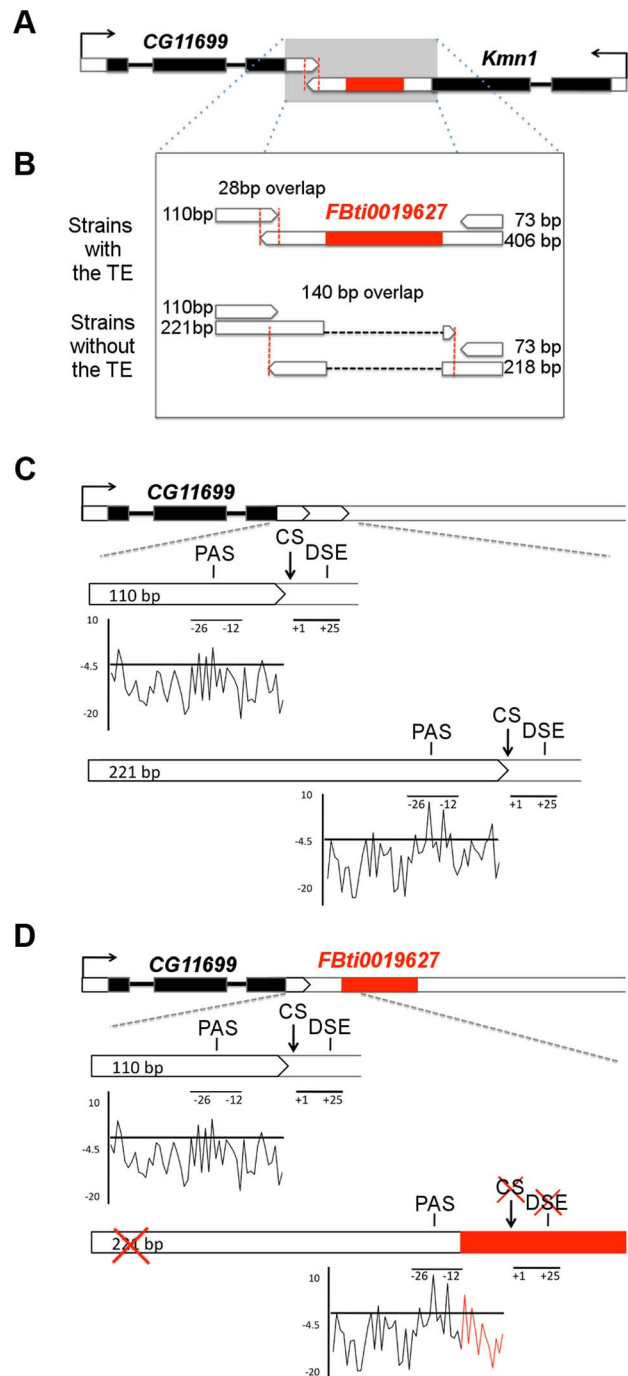 A
CG11699
Kmn1
B
28bp overlap
FBti0019627
Strains
with
the TE
110bp
73 bp
406 bp
140 bp overlap
Strains
without
the TE
110bp
221bp
73 bp
218 bp
C
CG11699
PAS CS DSE
110 bp
10 -26 -12 +1 +25
-4.5
-20
PAS CS DSE
221 bp
10 -26 -12 +1 +25
-4.5
-20
D
CG11699 FBti0019627
PAS CS DSE
110 bp
10 -26 -12 +1 +25
-4.5
-20
PAS CS DSE
221 bp
10 -26 -12 +1 +25
-4.5
-20